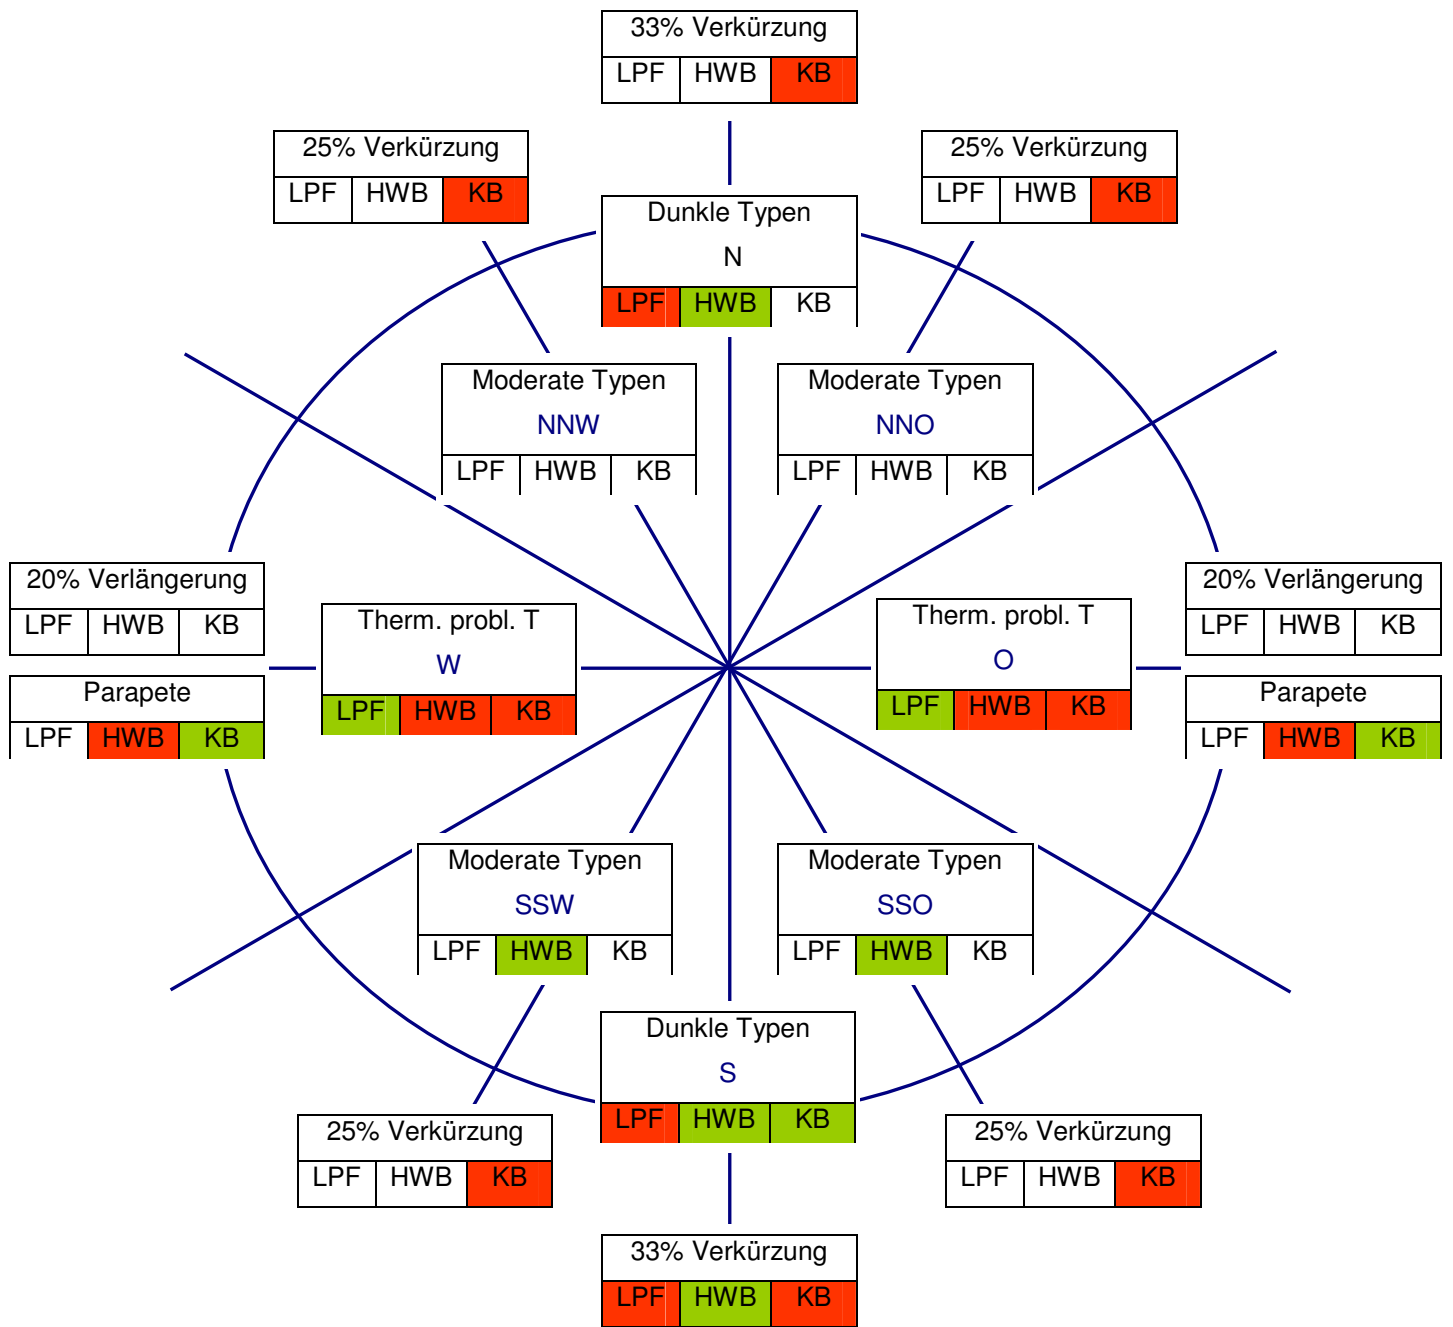 33% Verkürzung
LPF HWB KB
25% Verkürzung
LPF HWB KB
25% Verkürzung
LPF HWB KB
Dunkle Typen
N
LPF HWB KB
Moderate Typen
NNW
LPF HWB KB
Moderate Typen
NNO
LPF HWB KB
20% Verlängerung
LPF HWB KB
Parapete
LPF HWB KB
Therm. probl. T
W
LPF HWB KB
Therm. probl. T
O
LPF HWB KB
20% Verlängerung
LPF HWB KB
Parapete
LPF HWB KB
Moderate Typen
SSW
LPF HWB KB
Moderate Typen
SSO
LPF HWB KB
Dunkle Typen
S
LPF HWB KB
25% Verkürzung
LPF HWB KB
25% Verkürzung
LPF HWB KB
33% Verkürzung
LPF HWB KB